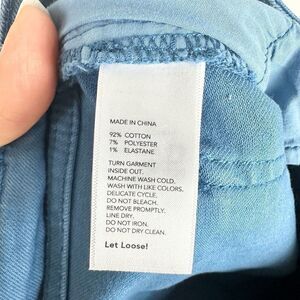 MADE IN CHINA
92% COTTON
7% POLYESTER
1% ELASTANE
TURN GARMENT
INSIDE OUT.
MACHINE WASH COLD.
WASH WITH LIKE COLORS.
DELICATE CYCLE.
DO NOT BLEACH.
REMOVE PROMPTLY.
LINE DRY.
DO NOT IRON.
DO NOT DRY CLEAN.
Let Loose!